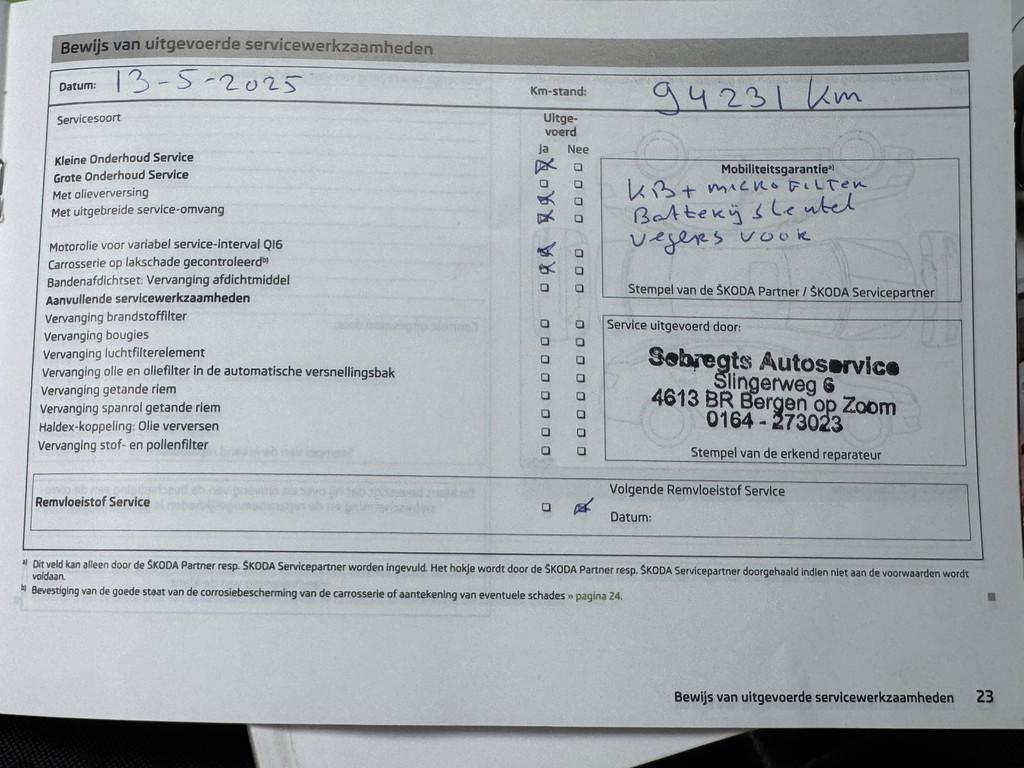 Bewijs van uitgevoerde servicewerkzaamheden
Datum: 13-5-2025
Km-stand: 94231 km
Servicesoort
Uitge-
voerd
Ja Nee
Kleine Onderhoud Service
Grote Onderhoud Service
Met olieverversing
Met uitgebreide service-omvang
Motorolie voor variabel service-interval QI6
Carrosserie op lakschade gecontroleerd b)
Bandenafdichtset: Vervanging afdichtmiddel
Aanvullende servicewerkzaamheden
Vervanging brandstoffilter
Vervanging bougies
Vervanging luchtfilterelement
Vervanging olie en oliefilter in de automatische versnellingsbak
Vervanging getande riem
Vervanging spanrol getande riem
Haldex-koppeling: Olie verversen
Vervanging stof- en pollenfilter
Mobiliteitsgarantie a)
KB + micro FILTER
Batterij sleutel
vegers voor
Stempel van de ŠKODA Partner / ŠKODA Servicepartner
Service uitgevoerd door:
Sebregts Autoservice
Slingerweg 6
4613 BR Bergen op Zoom
0164 - 273023
Stempel van de erkend reparateur
Remvloeistof Service
Volgende Remvloeistof Service
Datum:
a) Dit veld kan alleen door de ŠKODA Partner resp. ŠKODA Servicepartner worden ingevuld. Het hokje wordt door de ŠKODA Partner resp. ŠKODA Servicepartner doorgehaald indien niet aan de voorwaarden wordt
voldaan.
b) Bevestiging van de goede staat van de corrosiebescherming van de carrosserie of aantekening van eventuele schades » pagina 24.
Bewijs van uitgevoerde servicewerkzaamheden 23